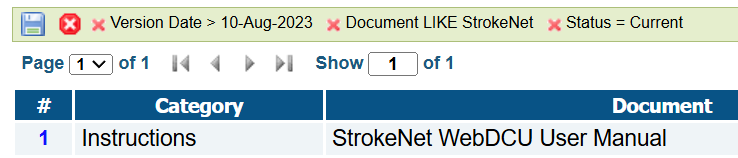 Version Date > 10-Aug-2023 Document LIKE StrokeNet Status = Current
Page 1 of 1 Show 1 of 1
# Category Document
1 Instructions StrokeNet WebDCU User Manual